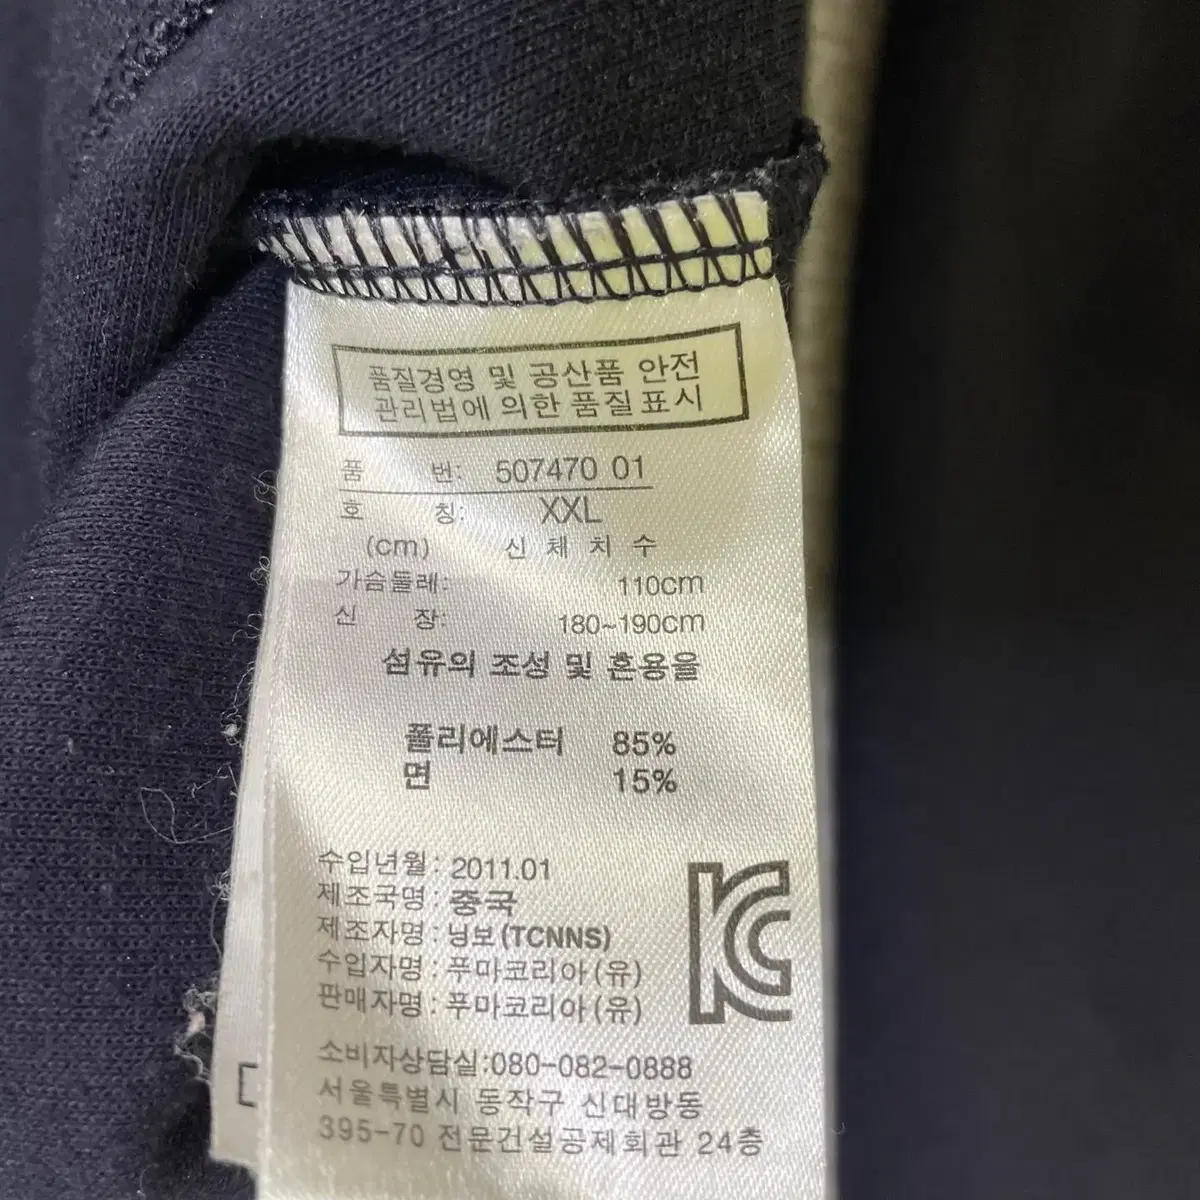 품질경영 및 공산품 안전
관리법에 의한 품질표시
품 번: 507470 01
호 칭: XXL
(cm) 신 체 치 수
가슴둘레: 110cm
신 장: 180~190cm
섬유의 조성 및 혼용율
폴리에스터 85%
면 15%
수입년월: 2011.01
제조국명: 중국
제조자명: 닝보(TCNNS)
수입자명: 푸마코리아(유)
판매자명: 푸마코리아(유)
KC
소비자상담실:080-082-0888
서울특별시 동작구 신대방동
395-70 전문건설공제회관 24층